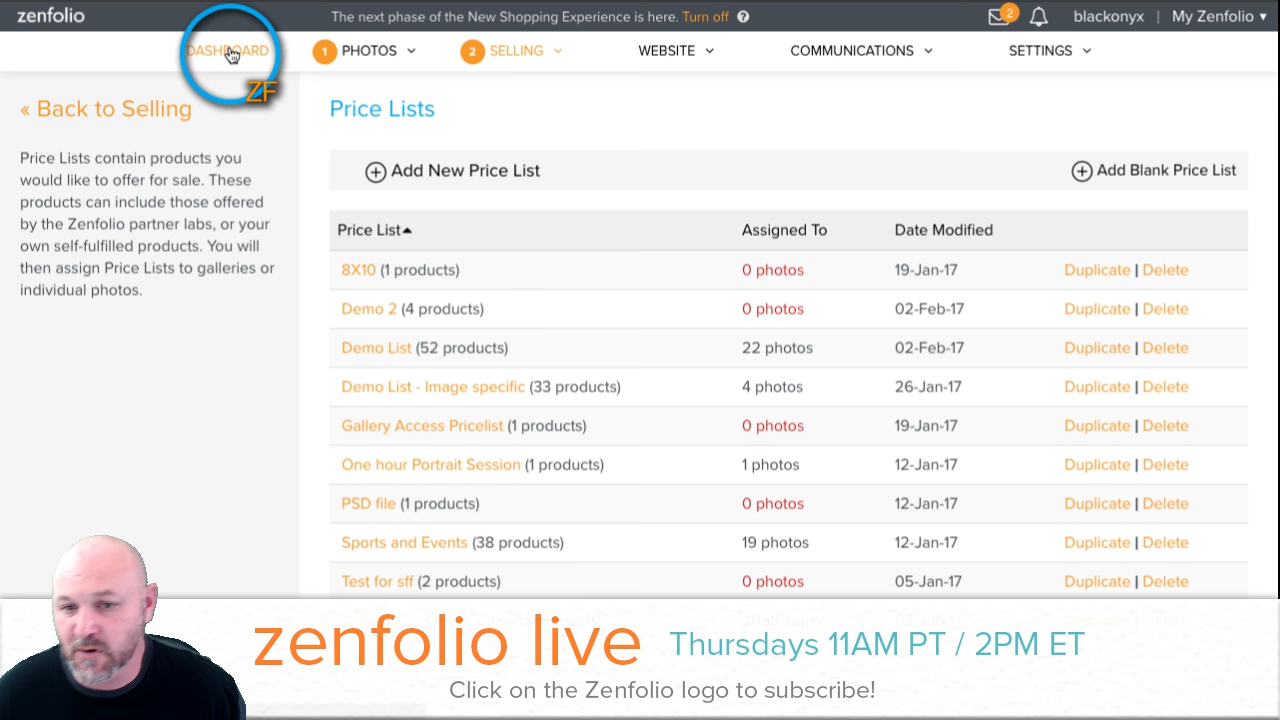 zenfolio
The next phase of the New Shopping Experience is here. Turn off ?
2
blackonyx | My Zenfolio
DASHBOARD
1 PHOTOS
2 SELLING
WEBSITE
COMMUNICATIONS
SETTINGS
ZF
« Back to Selling
Price Lists contain products you
would like to offer for sale. These
products can include those offered
by the Zenfolio partner labs, or your
own self-fulfilled products. You will
then assign Price Lists to galleries or
individual photos.
Price Lists
Add New Price List
Add Blank Price List
Price List Assigned To Date Modified
8X10 (1 products) 0 photos 19-Jan-17 Duplicate | Delete
Demo 2 (4 products) 0 photos 02-Feb-17 Duplicate | Delete
Demo List (52 products) 22 photos 02-Feb-17 Duplicate | Delete
Demo List - Image specific (33 products) 4 photos 26-Jan-17 Duplicate | Delete
Gallery Access Pricelist (1 products) 0 photos 19-Jan-17 Duplicate | Delete
One hour Portrait Session (1 products) 1 photos 12-Jan-17 Duplicate | Delete
PSD file (1 products) 0 photos 12-Jan-17 Duplicate | Delete
Sports and Events (38 products) 19 photos 12-Jan-17 Duplicate | Delete
Test for sff (2 products) 0 photos 05-Jan-17 Duplicate | Delete
zenfolio live
Thursdays 11AM PT / 2PM ET
Click on the Zenfolio logo to subscribe!